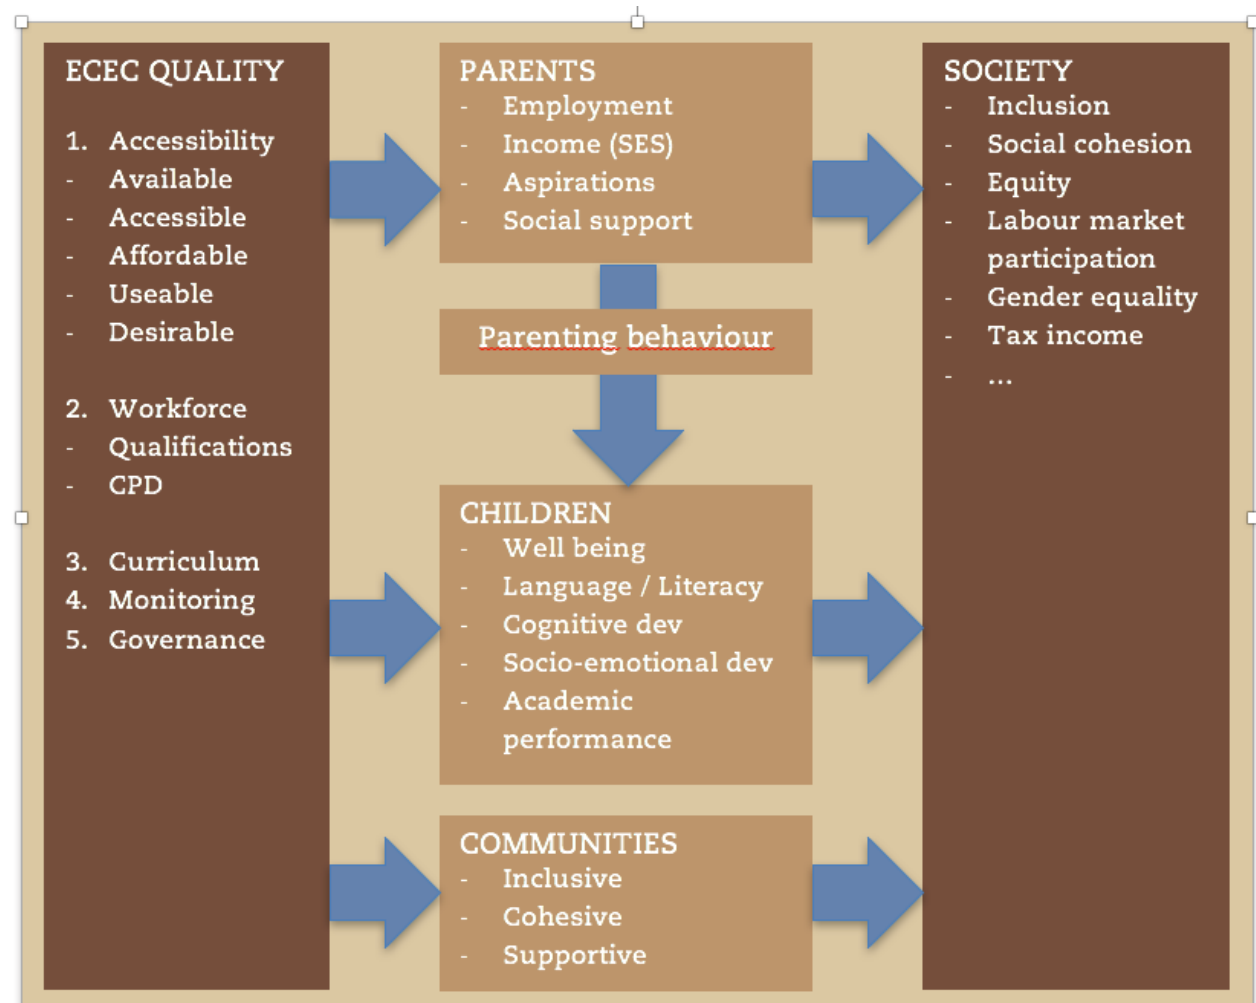 ECEC QUALITY
1. Accessibility
- Available
- Accessible
- Affordable
- Useable
- Desirable
2. Workforce
- Qualifications
- CPD
3. Curriculum
4. Monitoring
5. Governance
PARENTS
- Employment
- Income (SES)
- Aspirations
- Social support
Parenting behaviour
CHILDREN
- Well being
- Language / Literacy
- Cognitive dev
- Socio-emotional dev
- Academic
performance
COMMUNITIES
- Inclusive
- Cohesive
- Supportive
SOCIETY
- Inclusion
- Social cohesion
- Equity
- Labour market
participation
- Gender equality
- Tax income
- ...